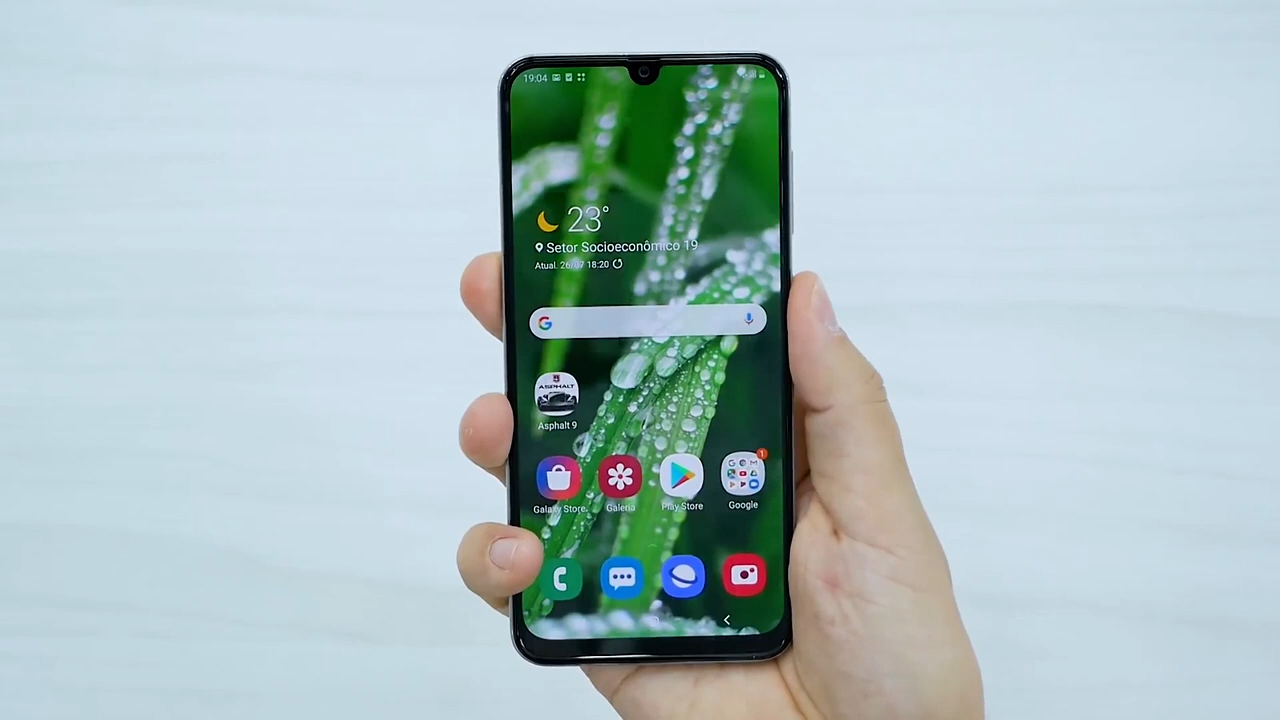 19:04
23°
Setor Socioeconômico 19
Atual. 26/07 18:20
G
ASPHALT
Asphalt 9
1
Galaxy Store
Galeria
Play Store
Google